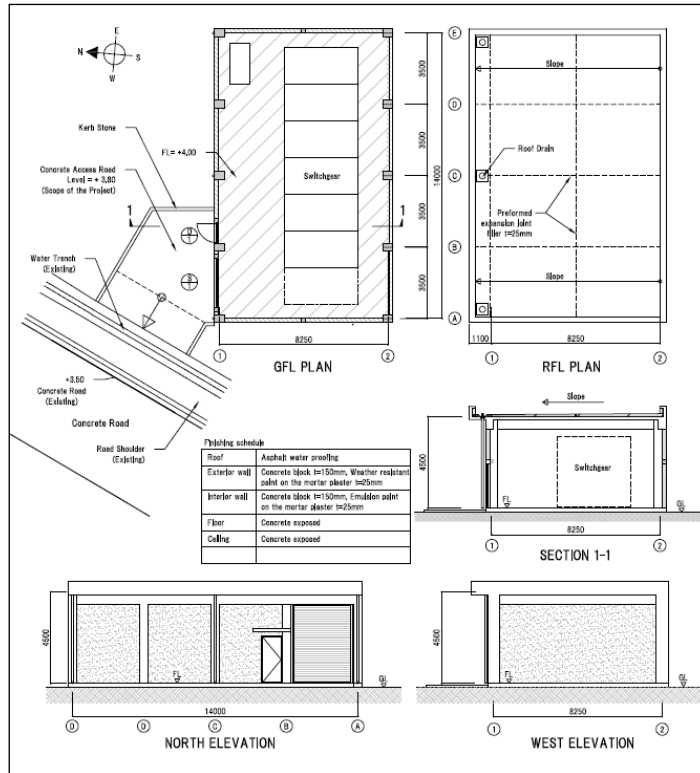 E
N
S
W
Kerb Stone
Concrete Access Road
Level = + 3,80
(Scope of the Project)
FL= +4,00
1
1
Water Trench
(Existing)
+3.50
Concrete Road
(Existing)
Concrete Road
Road Shoulder
(Existing)
D
1
S
1
Switchgear
3500
3500
3500
3500
14000
8250
1
2
GFL PLAN
E
D
C
B
A
Slope
Roof Drain
Preformed
expansion joint
filler t=25mm
Slope
1100
8250
1
2
RFL PLAN
Finishing schedule
Roof
Asphalt water proofing
Exterior wall
Concrete block t=150mm, Weather resistant
paint on the mortar plaster t=25mm
Interior wall
Concrete block t=150mm, Emulsion paint
on the mortar plaster t=25mm
Floor
Concrete exposed
Ceiling
Concrete exposed
Slope
4500
Switchgear
FL
GL
8250
1
2
SECTION 1-1
4500
FL
GL
14000
D
D
C
B
A
NORTH ELEVATION
4500
FL
GL
8250
1
2
WEST ELEVATION